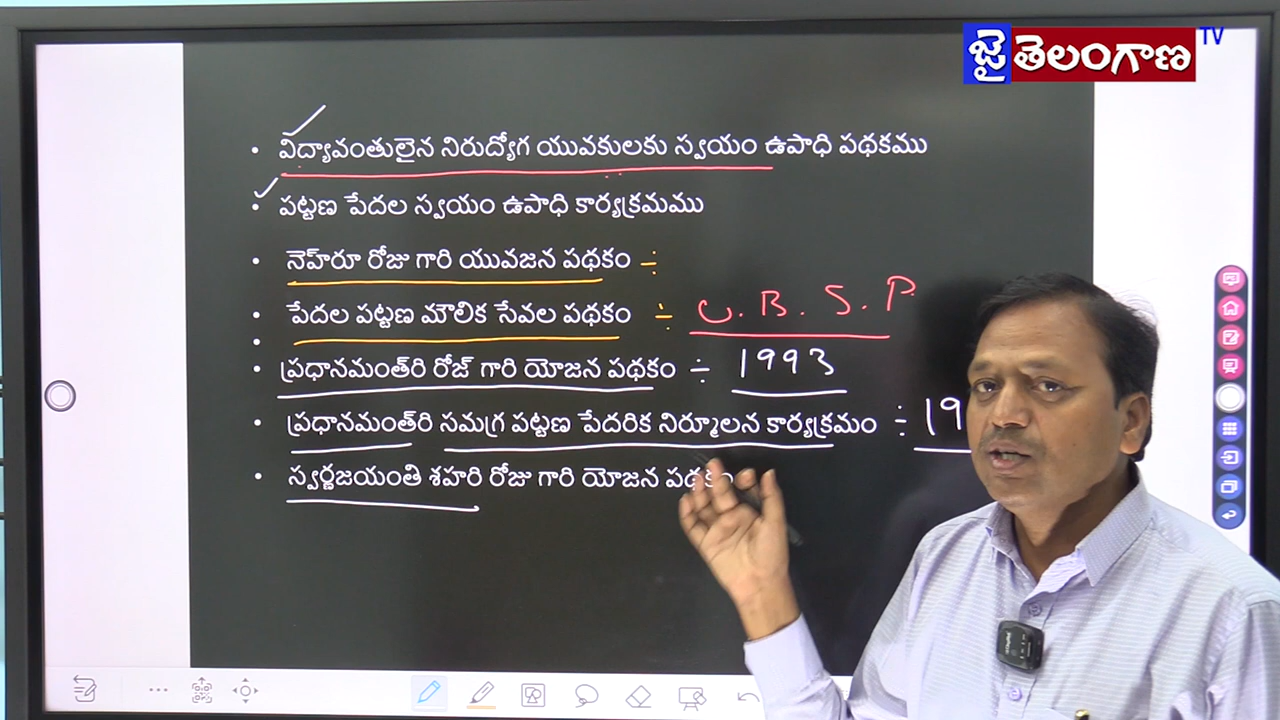 జై తెలంగాణ TV
• విద్యావంతులైన నిరుద్యోగ యువకులకు స్వయం ఉపాధి పథకము
• పట్టణ పేదల స్వయం ఉపాధి కార్యక్రమము
• నెహ్‌రూ రోజు గారి యువజన పథకం ÷
• పేదల పట్టణ మౌలిక సేవల పథకం ÷ U. B. S. P.
•
• ప్రధానమంత్‌రి రోజ్ గారి యోజన పథకం ÷ 1993
• ప్రధానమంత్‌రి సమగ్ర పట్టణ పేదరిక నిర్మూలన కార్యక్రమం ÷ 19
• స్వర్ణజయంతి శహరి రోజు గారి యోజన పథకం